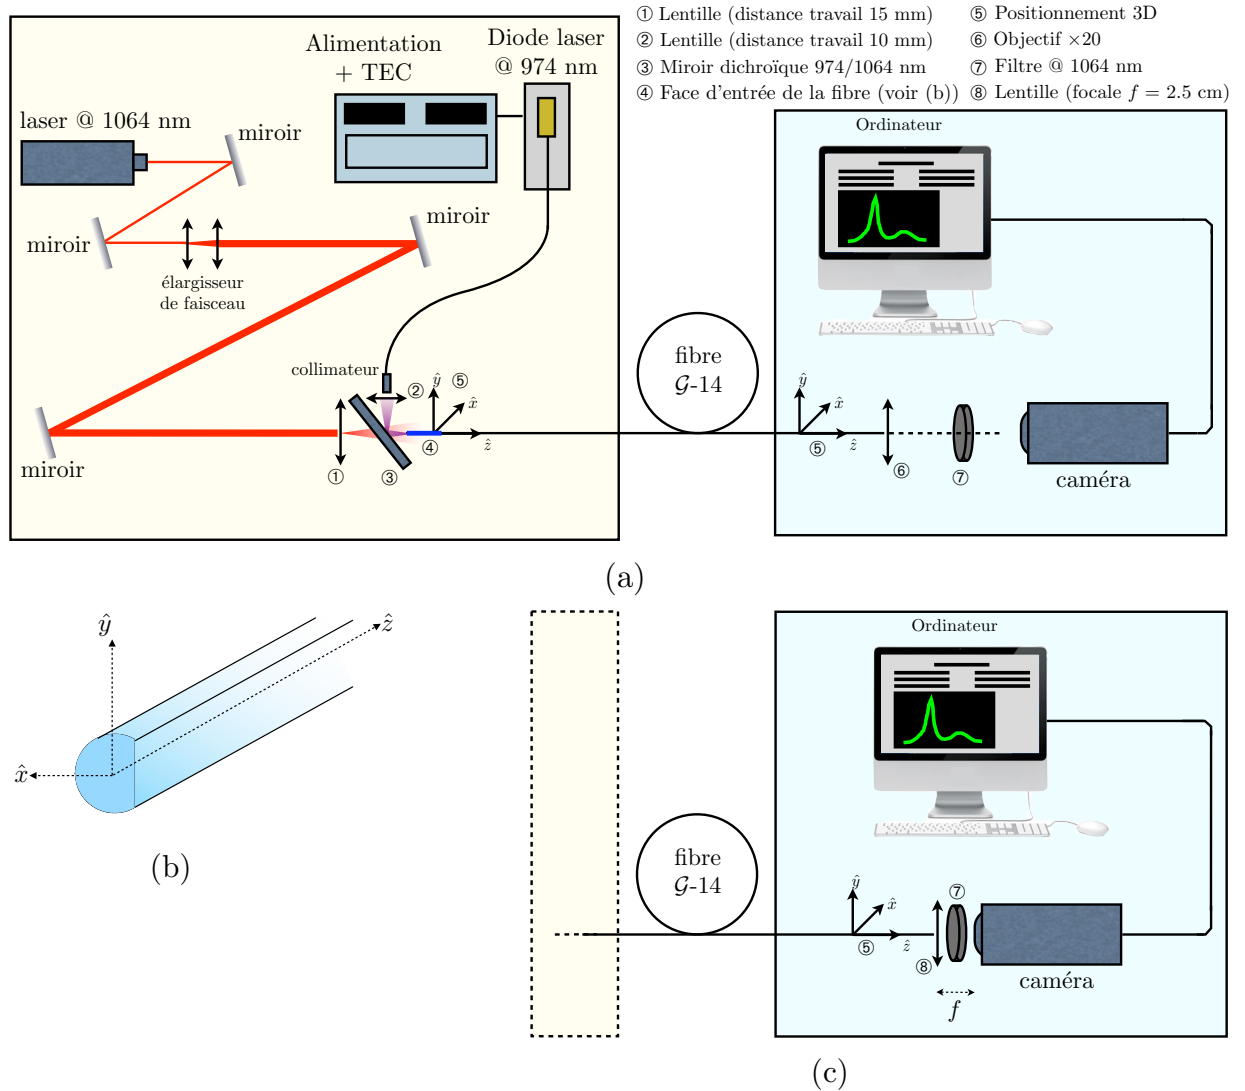 ① Lentille (distance travail 15 mm)
② Lentille (distance travail 10 mm)
③ Miroir dichroïque 974/1064 nm
④ Face d'entrée de la fibre (voir (b))
⑤ Positionnement 3D
⑥ Objectif ×20
⑦ Filtre @ 1064 nm
⑧ Lentille (focale f = 2.5 cm)
Alimentation
+ TEC
Diode laser
@ 974 nm
laser @ 1064 nm
miroir
miroir
miroir
élargisseur
de faisceau
miroir
collimateur
②
ŷ
⑤
x̂
④
ẑ
①
③
fibre
𝒢-14
Ordinateur
ŷ
x̂
⑤
ẑ
⑥
⑦
caméra
(a)
ŷ
ẑ
x̂
(b)
Ordinateur
fibre
𝒢-14
ŷ
x̂
⑤
ẑ
⑦
⑧
caméra
f
(c)